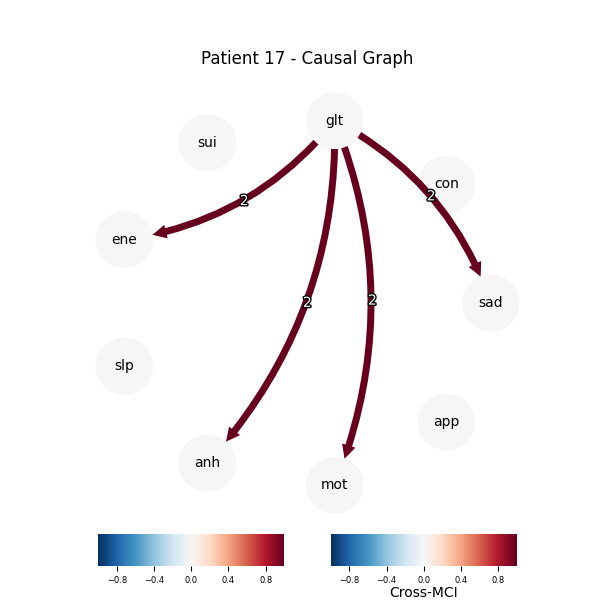 Patient 17 - Causal Graph
glt
sui
con
2
2
ene
2
2
sad
slp
app
anh
mot
−0.8 −0.4 0.0 0.4 0.8 −0.8 −0.4 0.0 0.4 0.8
Cross-MCI